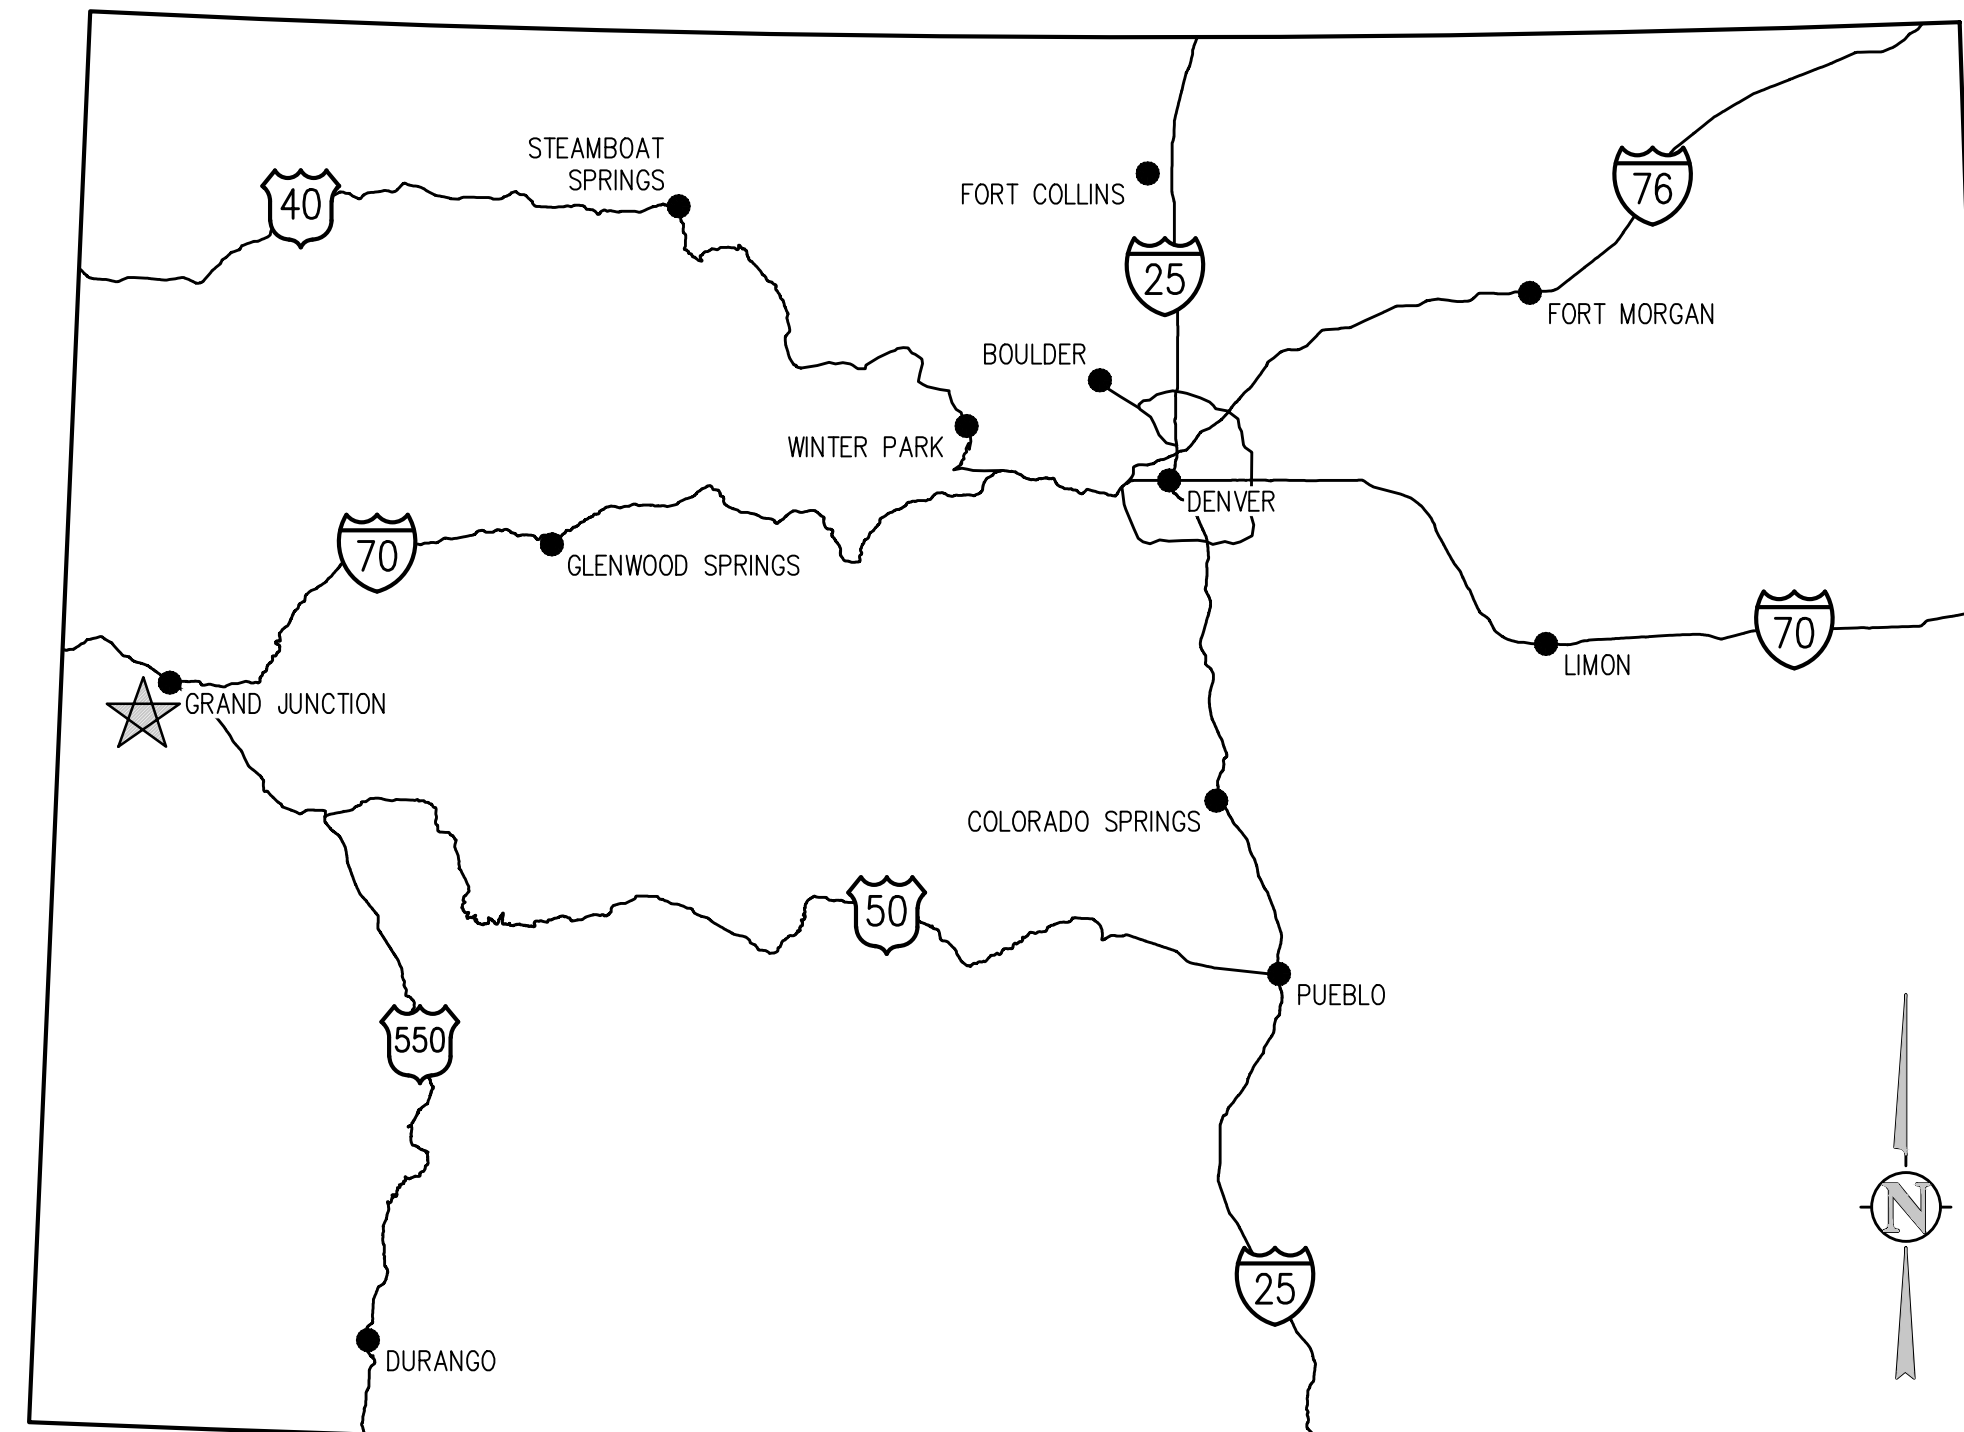 STEAMBOAT
SPRINGS
40
FORT COLLINS
76
25
FORT MORGAN
BOULDER
WINTER PARK
DENVER
70
GLENWOOD SPRINGS
70
LIMON
GRAND JUNCTION
COLORADO SPRINGS
50
PUEBLO
550
N
25
DURANGO